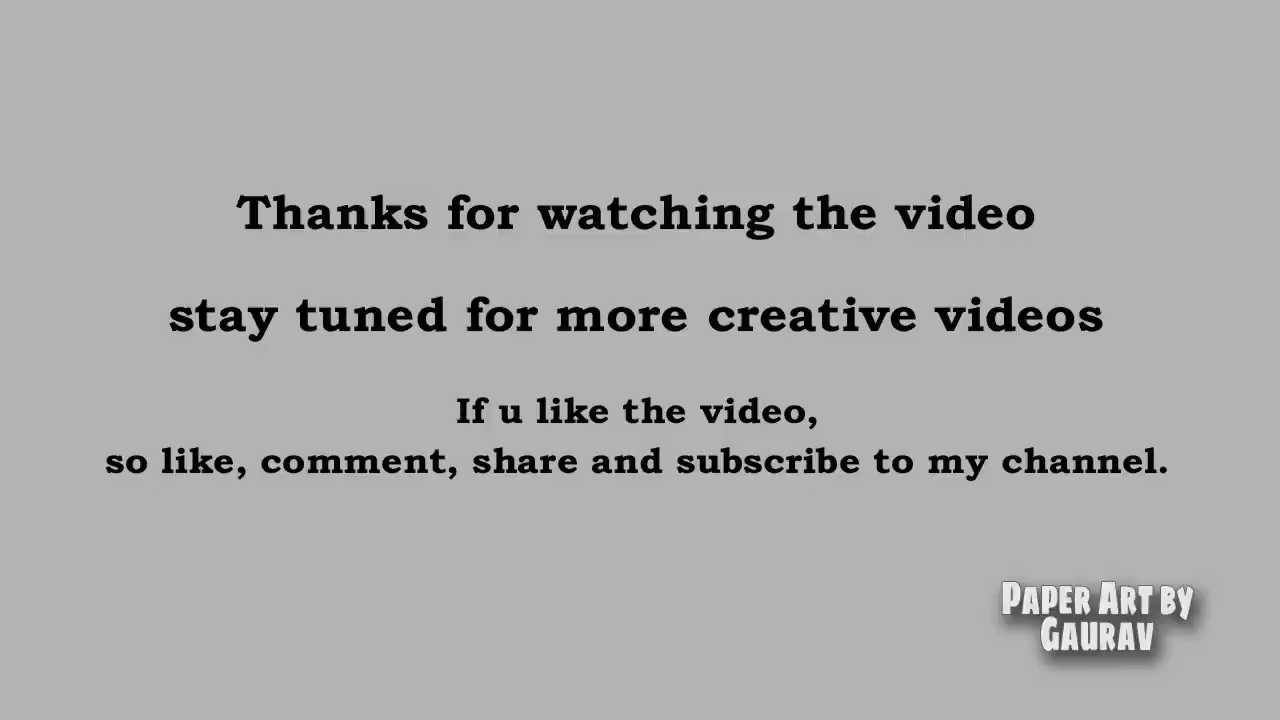 Thanks for watching the video
stay tuned for more creative videos
If u like the video,
so like, comment, share and subscribe to my channel.
PAPER ART BY
GAURAV